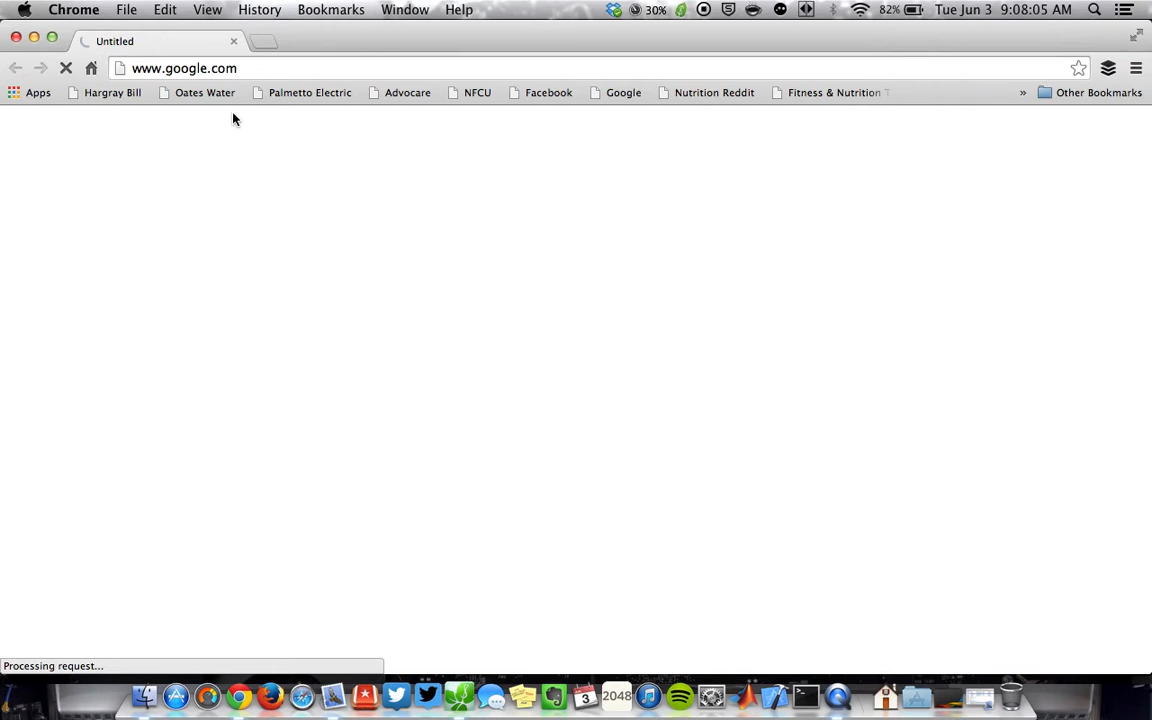 Chrome File Edit View History Bookmarks Window Help 30% 82% Tue Jun 3 9:08:05 AM
Untitled
www.google.com
Apps Hargray Bill Oates Water Palmetto Electric Advocare NFCU Facebook Google Nutrition Reddit Fitness & Nutrition T » Other Bookmarks
Processing request...
3 2048